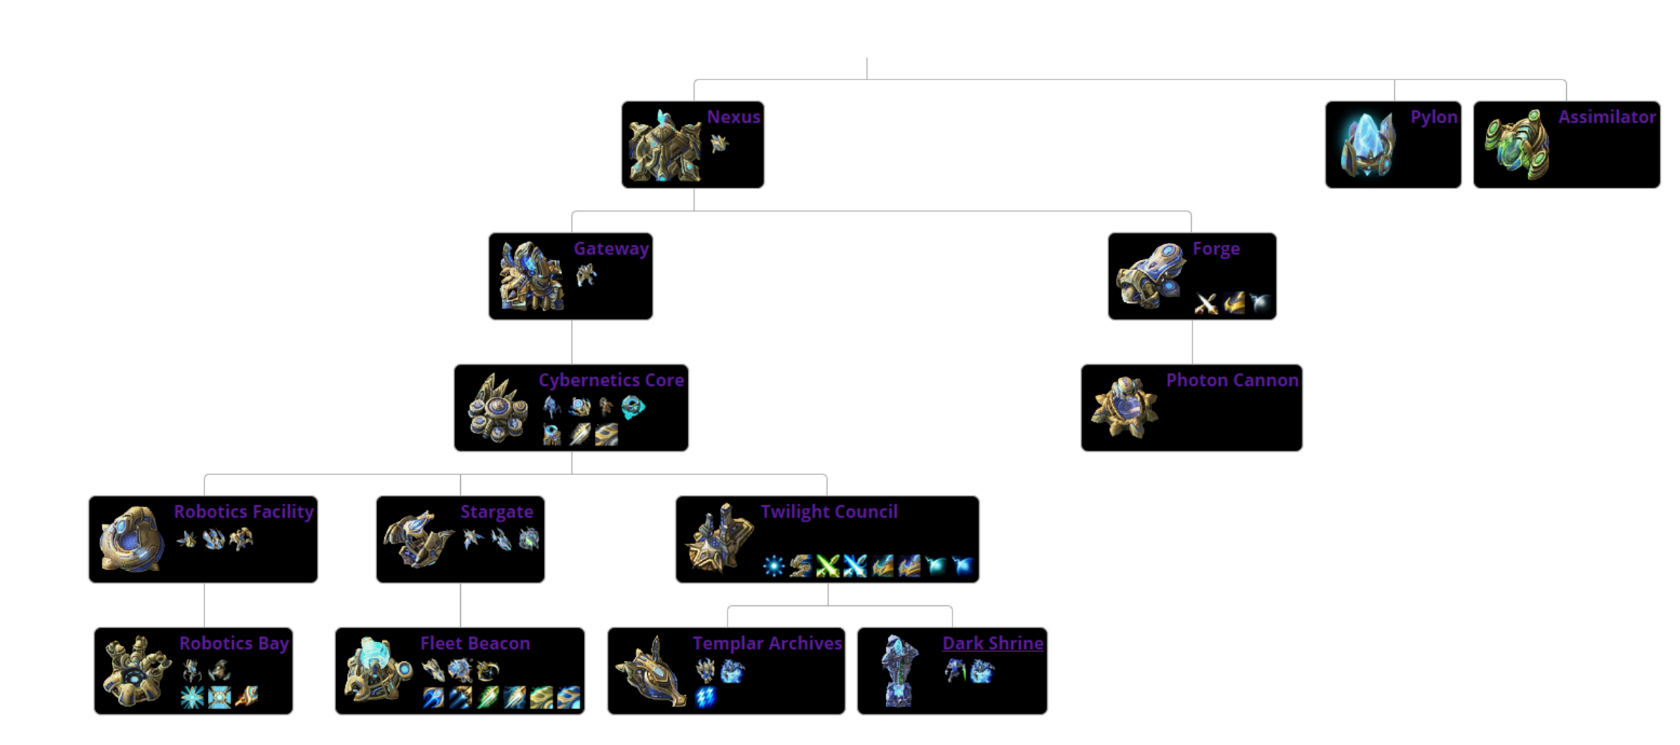 Nexus
Pylon
Assimilator
Gateway
Forge
Cybernetics Core
Photon Cannon
Robotics Facility
Stargate
Twilight Council
Robotics Bay
Fleet Beacon
Templar Archives
Dark Shrine